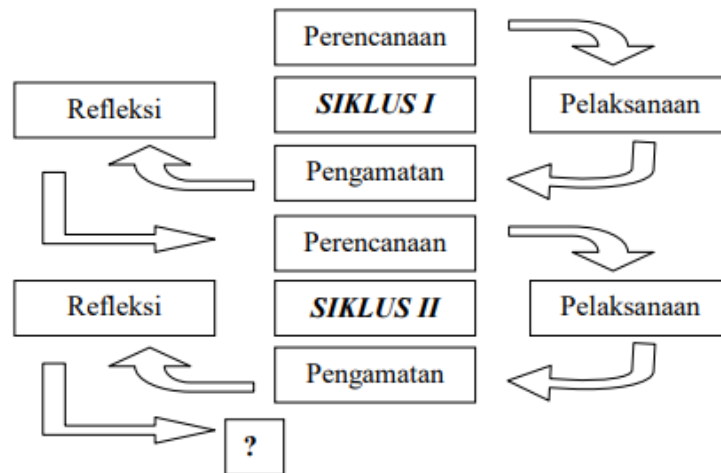 Perencanaan
Refleksi
SIKLUS I
Pelaksanaan
Pengamatan
Perencanaan
Refleksi
SIKLUS II
Pelaksanaan
Pengamatan
?